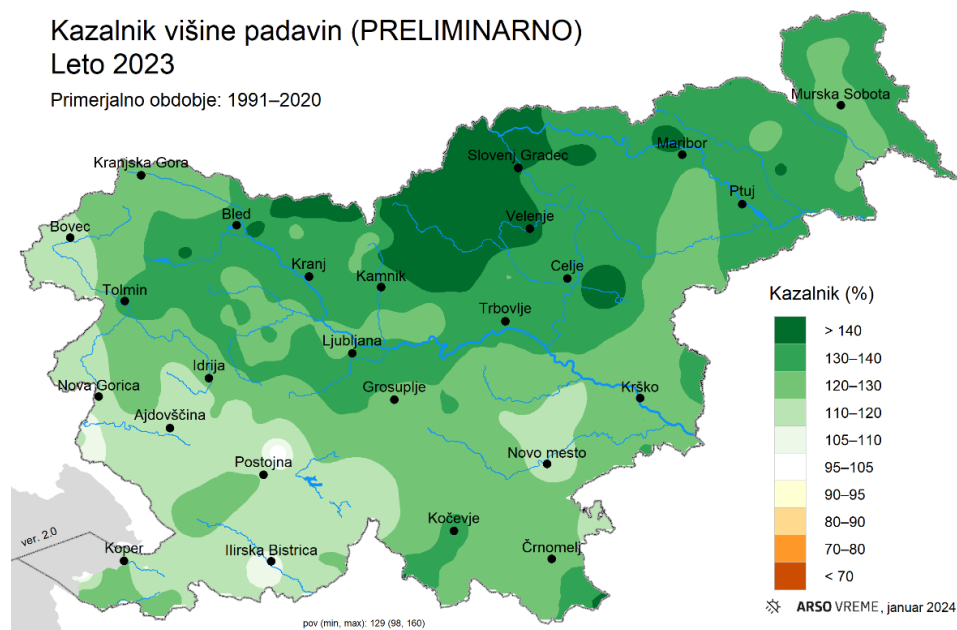 Kazalnik višine padavin (PRELIMINARNO)
Leto 2023
Primerjalno obdobje: 1991–2020
Murska Sobota
Maribor
Slovenj Gradec
Kranjska Gora
Ptuj
Bled
Velenje
Bovec
Kranj
Celje
Kamnik
Tolmin
Trbovlje
Ljubljana
Idrija
Nova Gorica
Grosuplje
Krško
Ajdovščina
Novo mesto
Postojna
Kočevje
Črnomelj
Koper
Ilirska Bistrica
ver. 2.0
Kazalnik (%)
> 140
130–140
120–130
110–120
105–110
95–105
90–95
80–90
70–80
< 70
ARSO VREME, januar 2024
pov (min, max): 129 (98, 160)